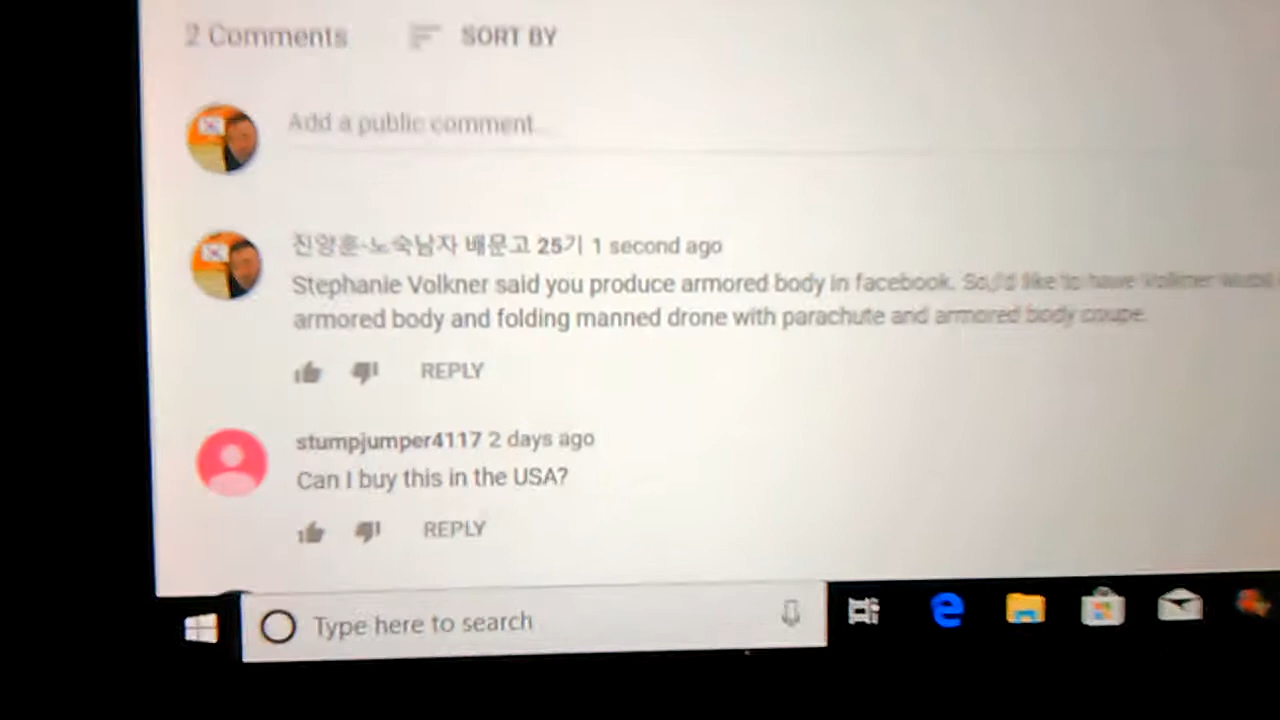 2 Comments
SORT BY
Add a public comment
진양훈-노숙남자 배문고 25기 1 second ago
Stephanie Volkner said you produce armored body in facebook. So,I'd like to have Volkner
armored body and folding manned drone with parachute and armored body coupe.
REPLY
stumpjumper4117 2 days ago
Can I buy this in the USA?
REPLY
Type here to search